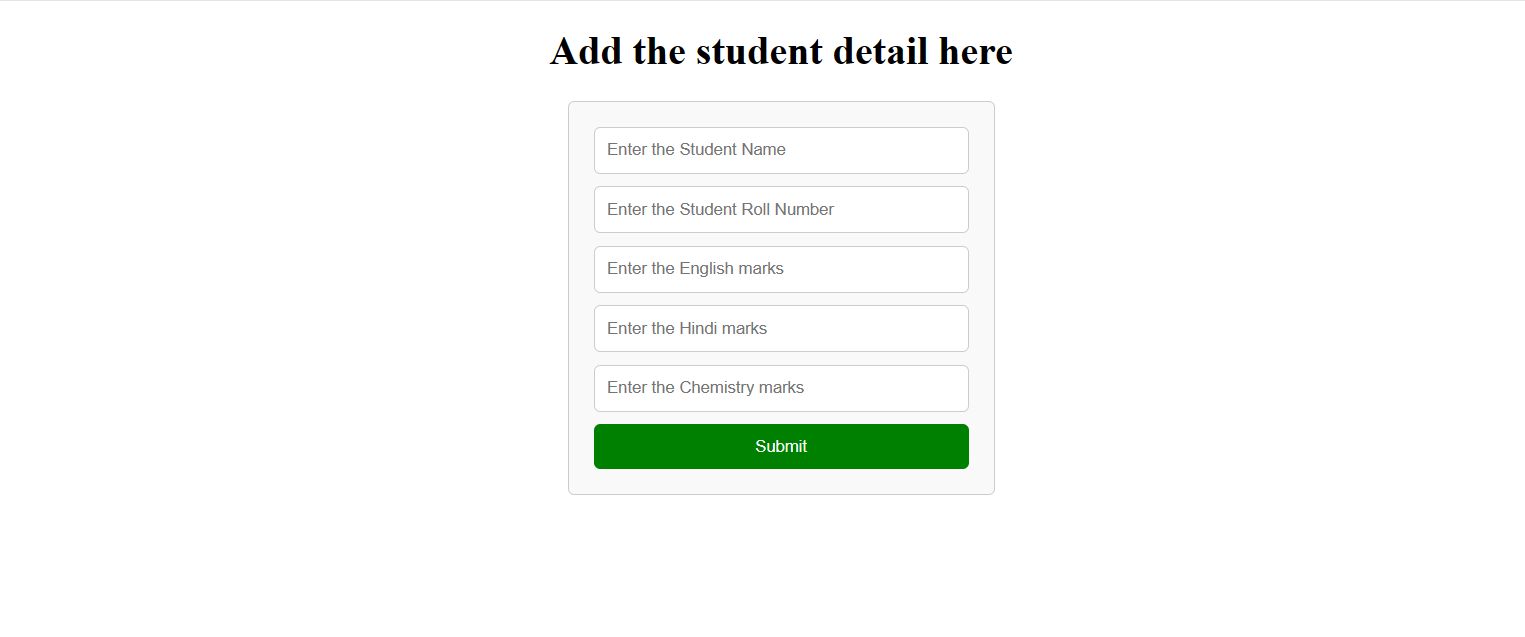 Add the student detail here
Enter the Student Name
Enter the Student Roll Number
Enter the English marks
Enter the Hindi marks
Enter the Chemistry marks
Submit